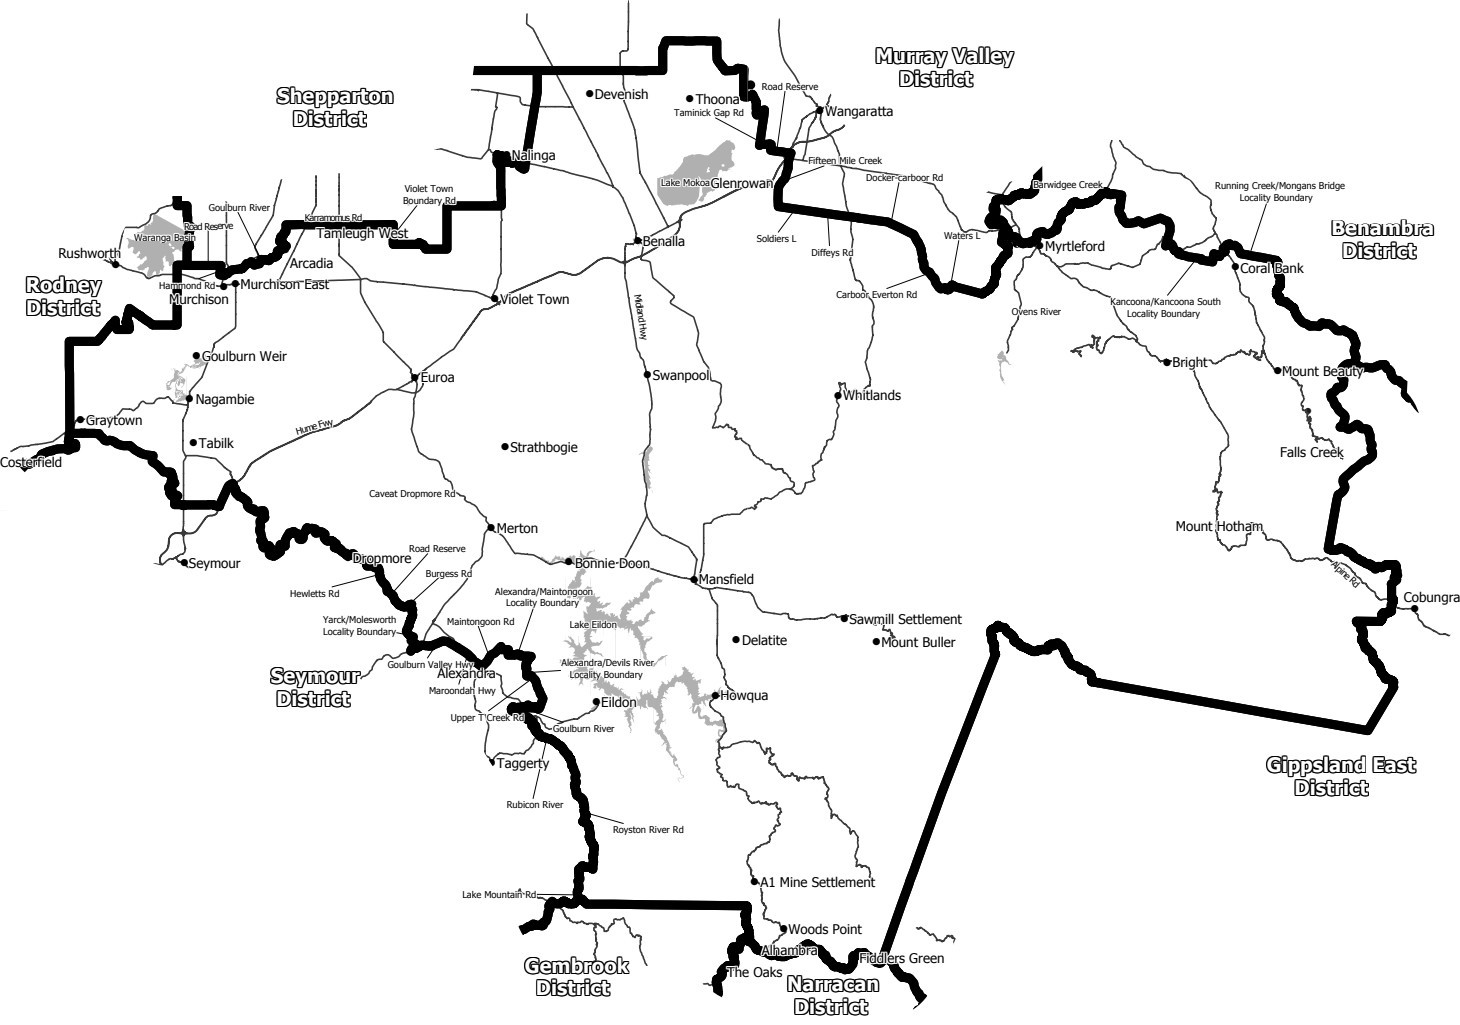 Murray Valley
District
Shepparton
District
Devenish
Thoona
Road Reserve
Taminick Gap Rd
Wangaratta
Nalinga
Fifteen Mile Creek
Lake Mokoa
Glenrowan
Docker-carboor Rd
Barwidgee Creek
Running Creek/Mongans Bridge
Locality Boundary
Violet Town
Boundary Rd
Goulburn River
Karramomus Rd
Road Reserve
Tamleugh West
Waranga Basin
Benalla
Soldiers L
Diffeys Rd
Waters L
Myrtleford
Benambra
District
Rushworth
Arcadia
Coral Bank
Rodney
District
Hammond Rd
Murchison East
Murchison
Violet Town
Midland Hwy
Carboor Everton Rd
Ovens River
Kancoona/Kancoona South
Locality Boundary
Goulburn Weir
Bright
Mount Beauty
Euroa
Swanpool
Nagambie
Whitlands
Graytown
Hume Fwy
Tabilk
Strathbogie
Falls Creek
Costerfield
Caveat Dropmore Rd
Merton
Mount Hotham
Seymour
Dropmore
Road Reserve
Bonnie Doon
Burgess Rd
Mansfield
Alpine Rd
Hewletts Rd
Alexandra/Maintongoon
Locality Boundary
Cobungra
Yarck/Molesworth
Locality Boundary
Maintongoon Rd
Lake Eildon
Sawmill Settlement
Delatite
Mount Buller
Goulburn Valley Hwy
Alexandra
Alexandra/Devils River
Locality Boundary
Seymour
District
Maroondah Hwy
Howqua
Eildon
Upper T Creek Rd
Goulburn River
Taggerty
Gippsland East
District
Rubicon River
Royston River Rd
A1 Mine Settlement
Lake Mountain Rd
Woods Point
Alhambra
Fiddlers Green
Gembrook
District
The Oaks
Narracan
District